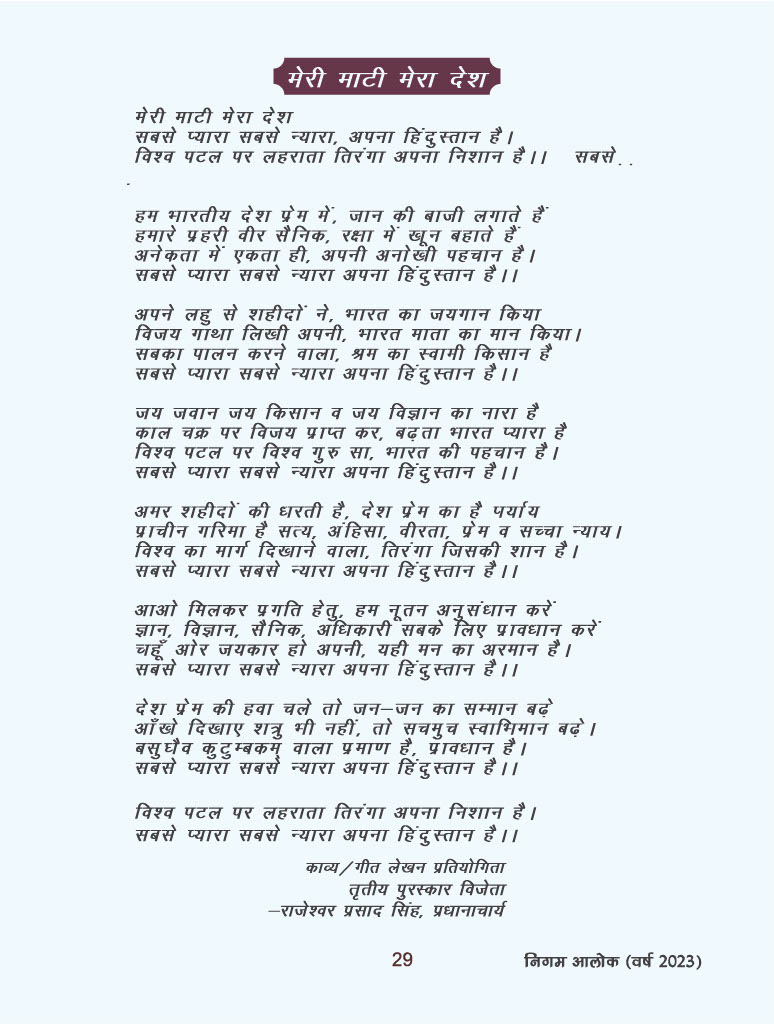 मेरी माटी मेरा देश
मेरी माटी मेरा देश
सबसे प्यारा सबसे न्यारा, अपना हिंदुस्तान है।
विश्व पटल पर लहराता तिरंगा अपना निशान है।। सबसे . .
.
हम भारतीय देश प्रेम में, जान की बाजी लगाते हैं
हमारे प्रहरी वीर सैनिक, रक्षा में खून बहाते हैं
अनेकता में एकता ही, अपनी अनोखी पहचान है।
सबसे प्यारा सबसे न्यारा अपना हिंदुस्तान है।।
अपने लहु से शहीदों ने, भारत का जयगान किया
विजय गाथा लिखी अपनी, भारत माता का मान किया।
सबका पालन करने वाला, श्रम का स्वामी किसान है
सबसे प्यारा सबसे न्यारा अपना हिंदुस्तान है।।
जय जवान जय किसान व जय विज्ञान का नारा है
काल चक्र पर विजय प्राप्त कर, बढ़ता भारत प्यारा है
विश्व पटल पर विश्व गुरु सा, भारत की पहचान है।
सबसे प्यारा सबसे न्यारा अपना हिंदुस्तान है।।
अमर शहीदों की धरती है, देश प्रेम का है पर्याय
प्राचीन गरिमा है सत्य, अंहिसा, वीरता, प्रेम व सच्चा न्याय।
विश्व का मार्ग दिखाने वाला, तिरंगा जिसकी शान है।
सबसे प्यारा सबसे न्यारा अपना हिंदुस्तान है।।
आओ मिलकर प्रगति हेतु, हम नूतन अनुसंधान करें
ज्ञान, विज्ञान, सैनिक, अधिकारी सबके लिए प्रावधान करें
चहूँ ओर जयकार हो अपनी, यही मन का अरमान है।
सबसे प्यारा सबसे न्यारा अपना हिंदुस्तान है।।
देश प्रेम की हवा चले तो जन–जन का सम्मान बढ़े
आँखे दिखाए शत्रु भी नहीं, तो सचमुच स्वाभिमान बढ़े।
बसुघैव कुटुम्बकम् वाला प्रमाण है, प्रावधान है।
सबसे प्यारा सबसे न्यारा अपना हिंदुस्तान है।।
विश्व पटल पर लहराता तिरंगा अपना निशान है।
सबसे प्यारा सबसे न्यारा अपना हिंदुस्तान है।।
काव्य/गीत लेखन प्रतियोगिता
तृतीय पुरस्कार विजेता
–राजेश्वर प्रसाद सिंह, प्रधानाचार्य
29 निगम आलोक (वर्ष 2023)